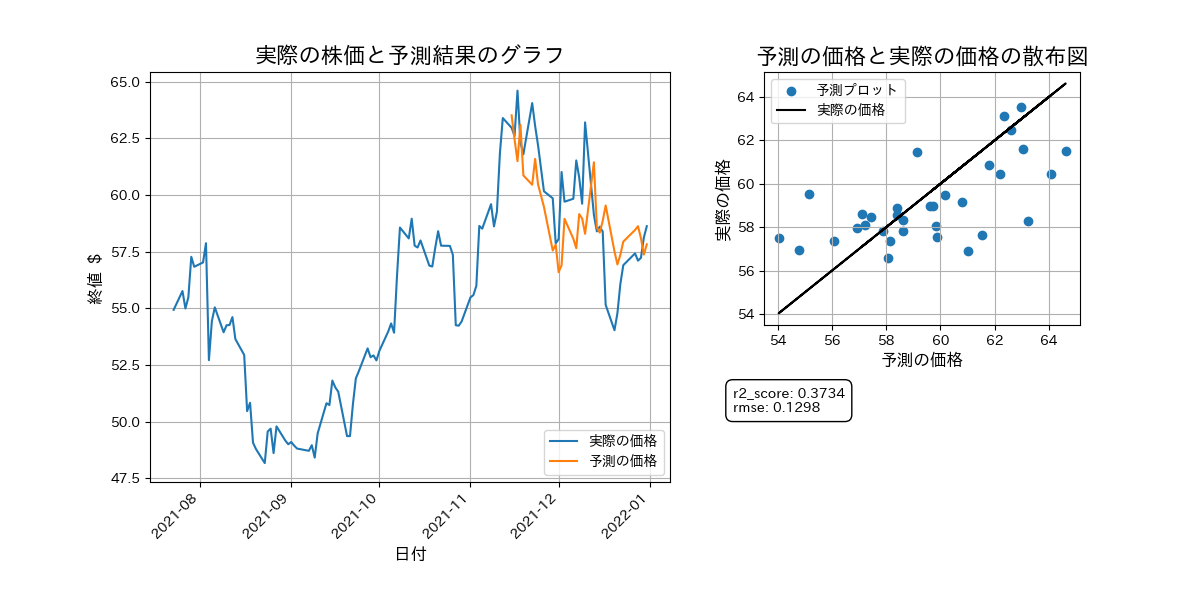 実際の株価と予測結果のグラフ
終値 $
65.0
62.5
60.0
57.5
55.0
52.5
50.0
47.5
2021-08
2021-09
2021-10
2021-11
2021-12
2022-01
日付
実際の価格
予測の価格
予測の価格と実際の価格の散布図
実際の価格
64
62
60
58
56
54
54
56
58
60
62
64
予測の価格
予測プロット
実際の価格
r2_score: 0.3734
rmse: 0.1298